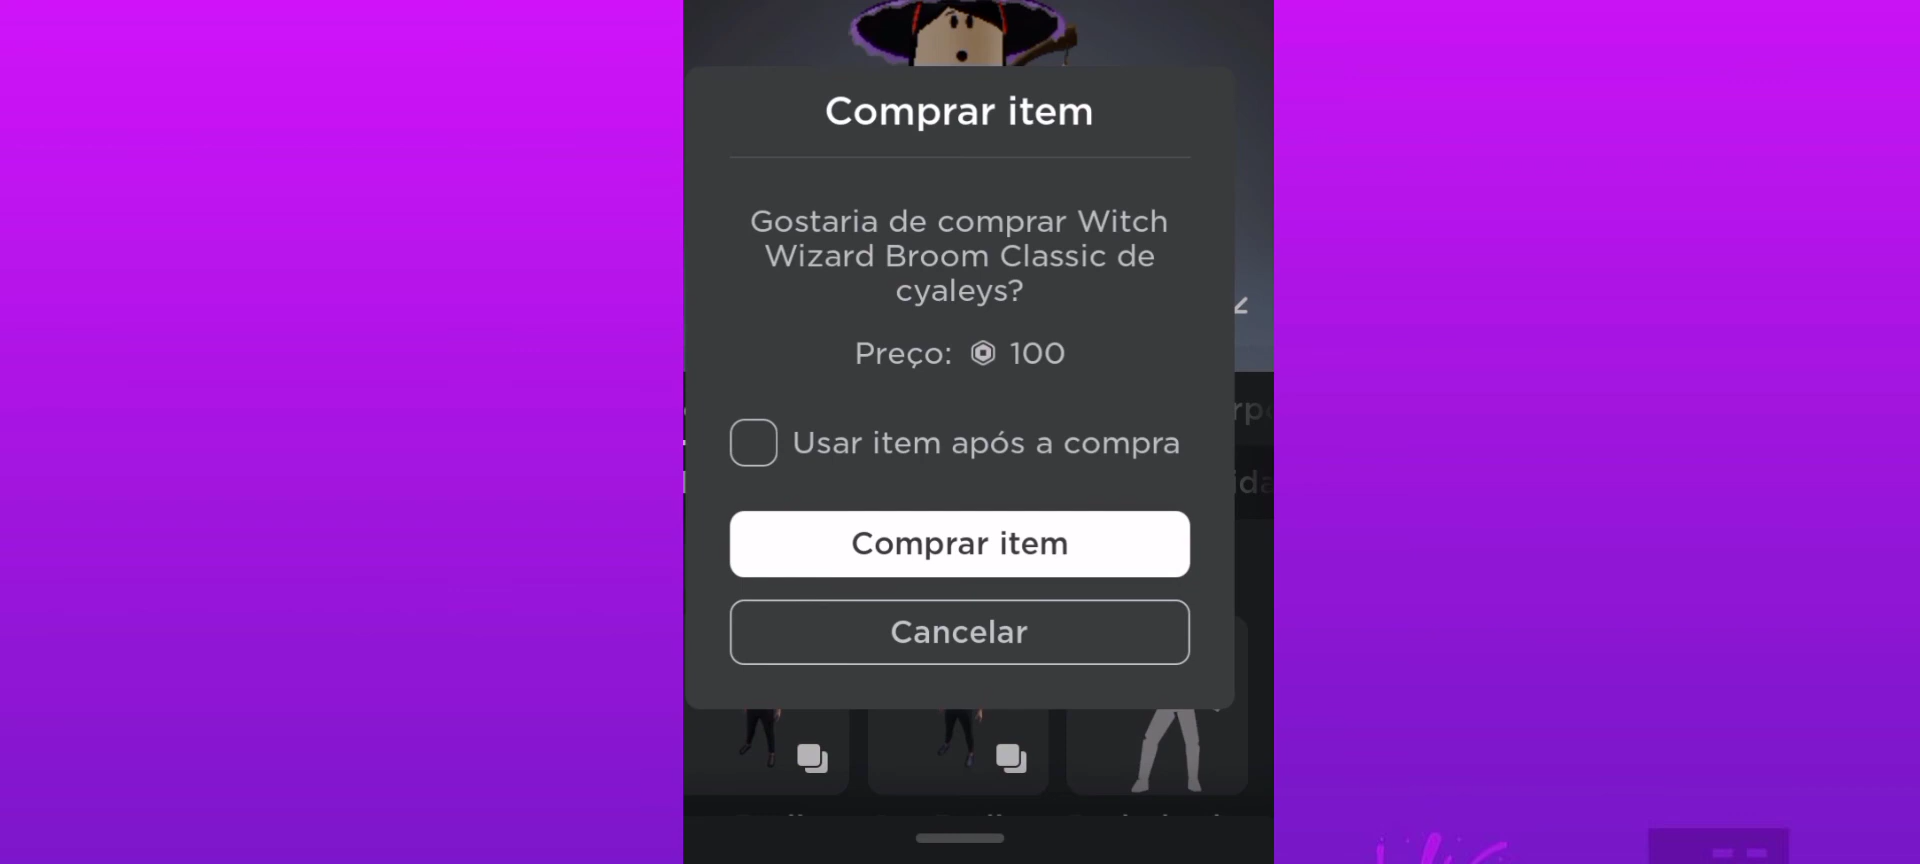 Comprar item
Gostaria de comprar Witch
Wizard Broom Classic de
cyaleys?
Preço: 100
Usar item após a compra
Comprar item
Cancelar